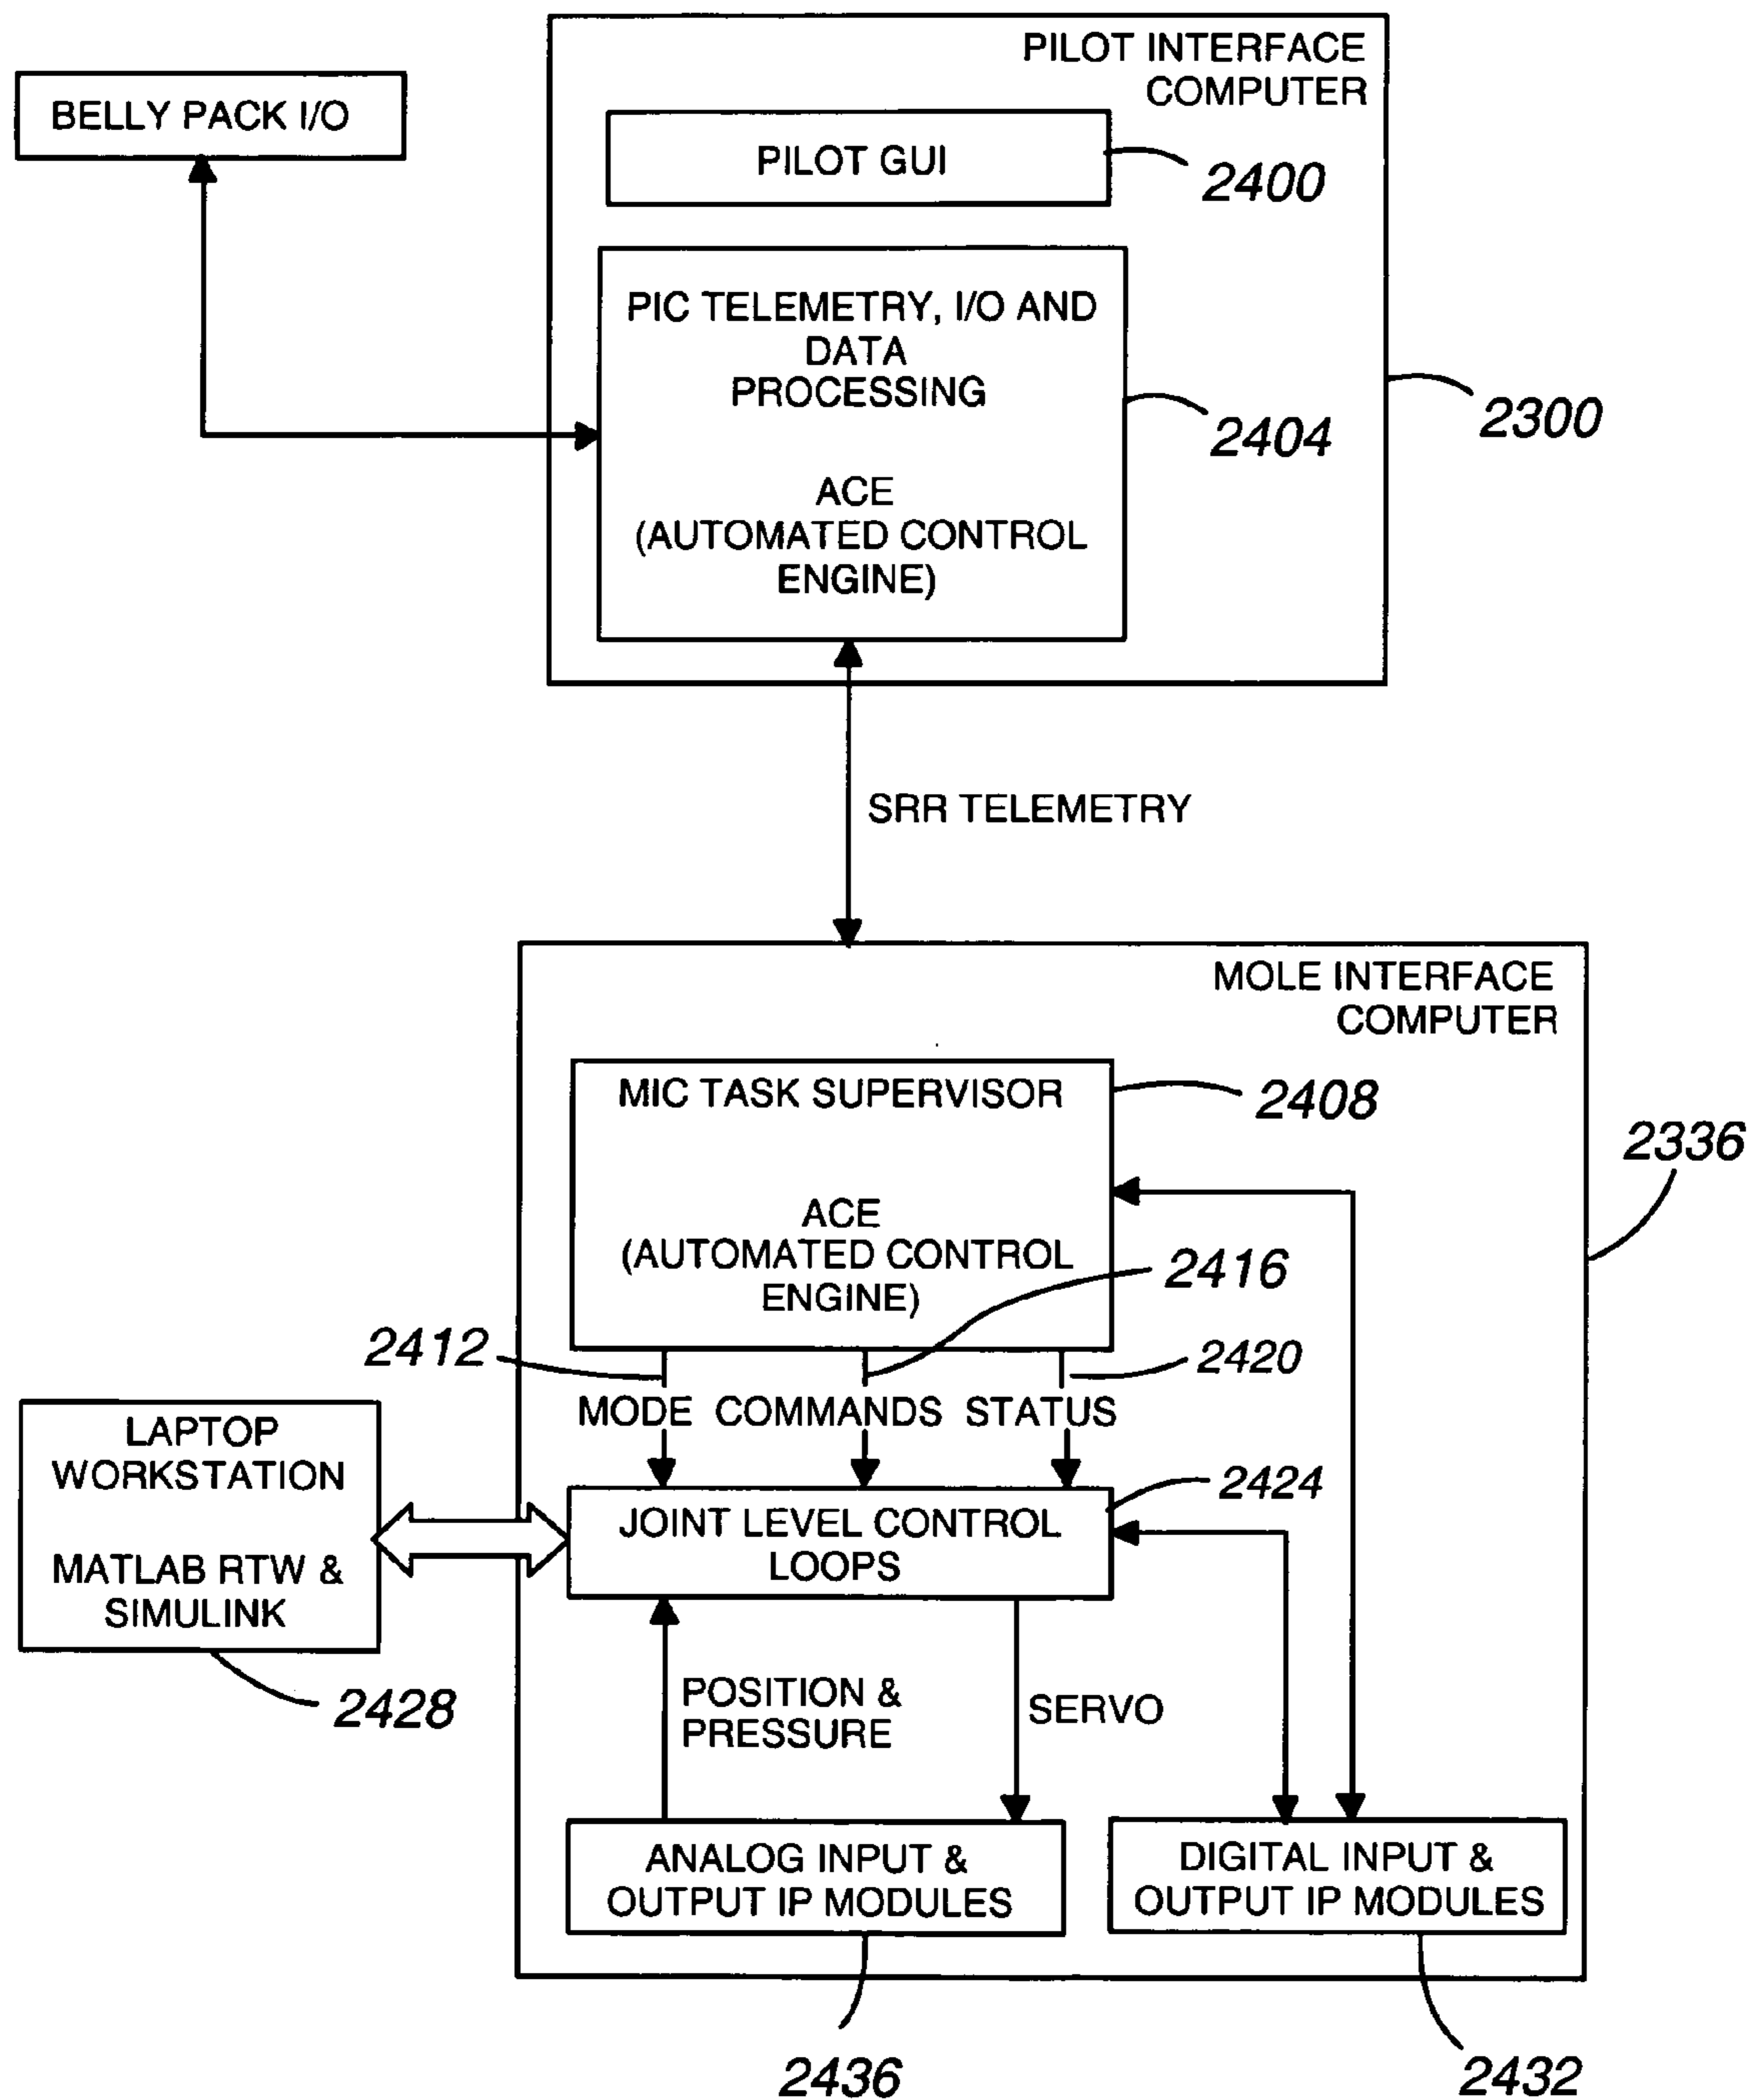 PILOT INTERFACE
COMPUTER
BELLY PACK I/O
PILOT GUI
2400
PIC TELEMETRY, I/O AND
DATA
PROCESSING
ACE
(AUTOMATED CONTROL
ENGINE)
2404
2300
SRR TELEMETRY
MOLE INTERFACE
COMPUTER
MIC TASK SUPERVISOR
ACE
(AUTOMATED CONTROL
ENGINE)
2408
2336
2416
2412
2420
MODE COMMANDS STATUS
LAPTOP
WORKSTATION
MATLAB RTW &
SIMULINK
2428
JOINT LEVEL CONTROL
LOOPS
2424
POSITION &
PRESSURE
SERVO
ANALOG INPUT &
OUTPUT IP MODULES
DIGITAL INPUT &
OUTPUT IP MODULES
2436
2432